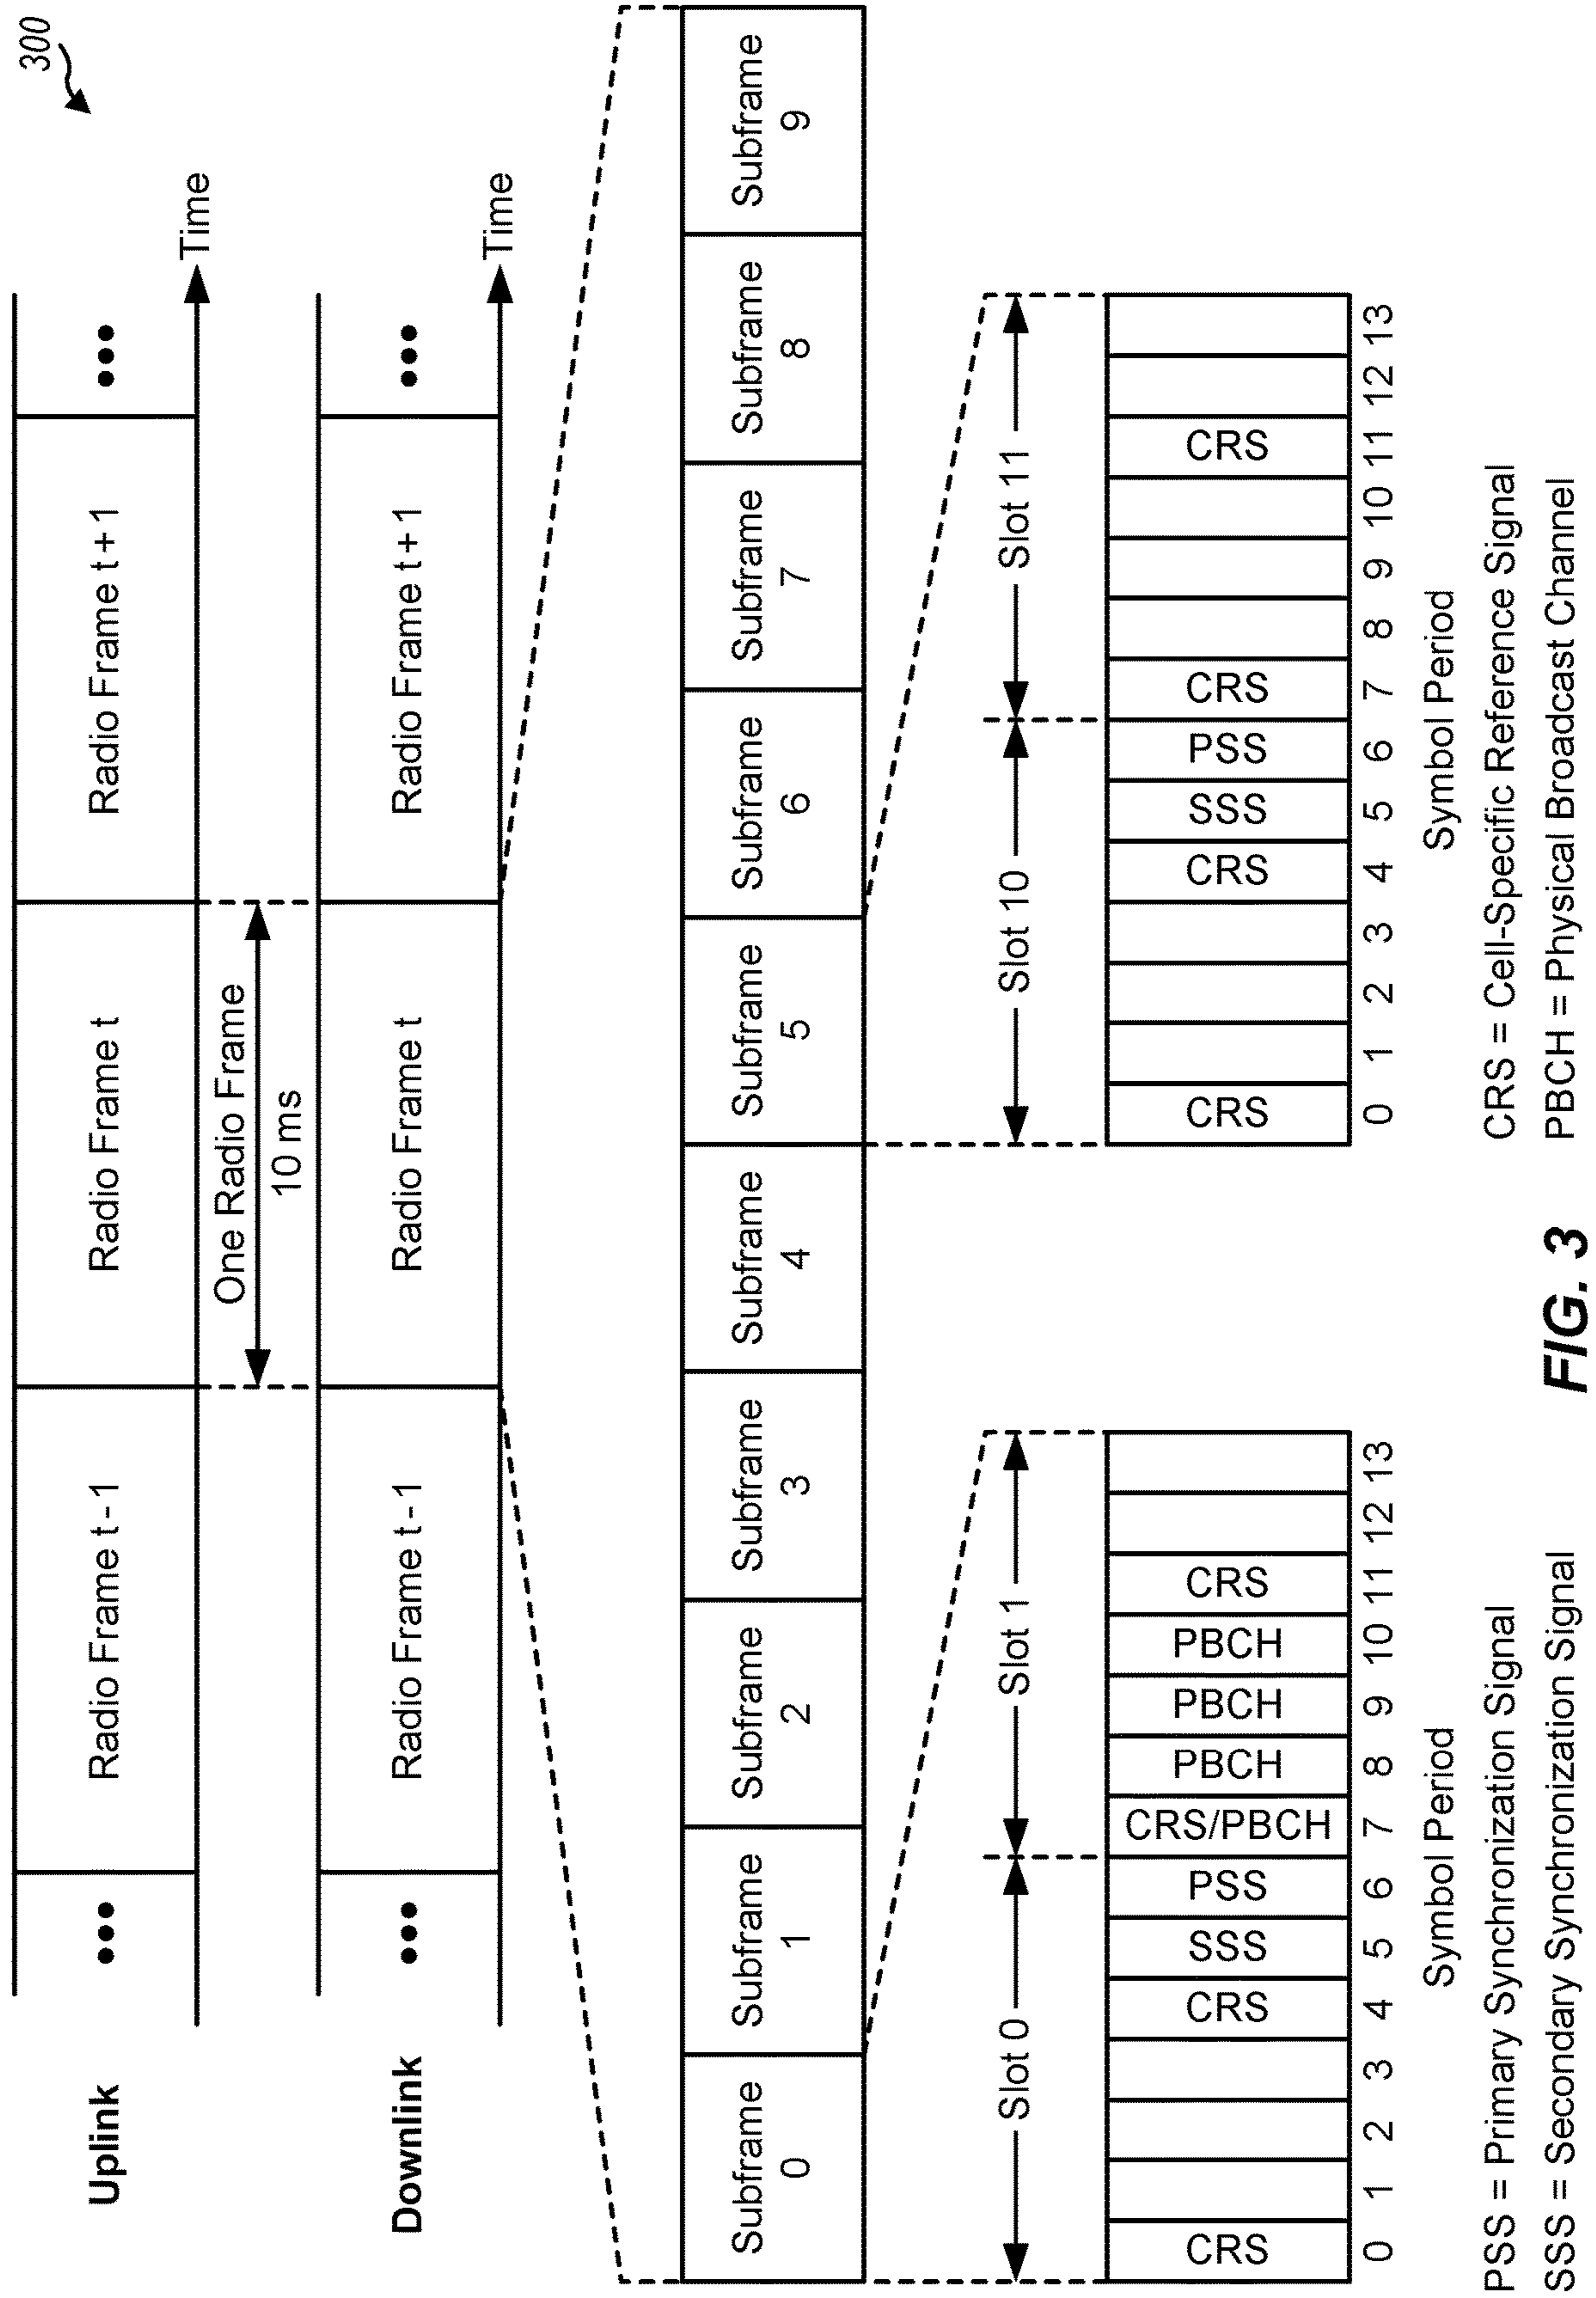 300
Uplink
••• Radio Frame t - 1 Radio Frame t Radio Frame t + 1 •••
Time
One Radio Frame
10 ms
Downlink
••• Radio Frame t - 1 Radio Frame t Radio Frame t + 1 •••
Time
Subframe Subframe Subframe Subframe Subframe Subframe Subframe Subframe Subframe Subframe
0 1 2 3 4 5 6 7 8 9
Slot 0 Slot 1 Slot 10 Slot 11
CRS CRS SSS PSS CRS/PBCH PBCH PBCH PBCH CRS
0 1 2 3 4 5 6 7 8 9 10 11 12 13
Symbol Period
CRS CRS SSS PSS CRS CRS
0 1 2 3 4 5 6 7 8 9 10 11 12 13
Symbol Period
PSS = Primary Synchronization Signal
SSS = Secondary Synchronization Signal
CRS = Cell-Specific Reference Signal
PBCH = Physical Broadcast Channel
FIG. 3